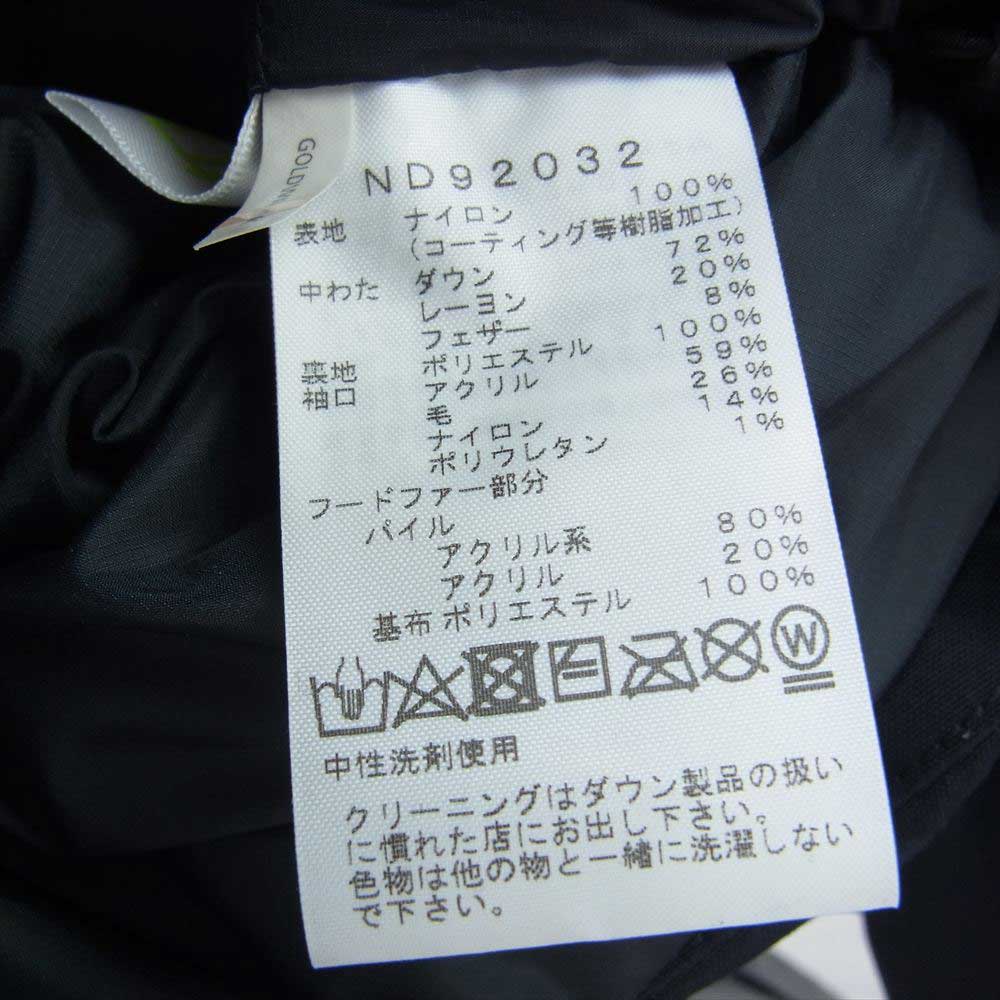 GOLDW
ND92032
表地 ナイロン 100%
(コーティング等樹脂加工)
中わた ダウン 72%
レーヨン 20%
フェザー 8%
裏地 ポリエステル 100%
袖口 アクリル 59%
毛 26%
ナイロン 14%
ポリウレタン 1%
フードファー部分
パイル
アクリル系 80%
アクリル 20%
基布 ポリエステル 100%
W
中性洗剤使用
クリーニングはダウン製品の扱い
に慣れた店にお出し下さい。
色物は他の物と一緒に洗濯しない
で下さい。